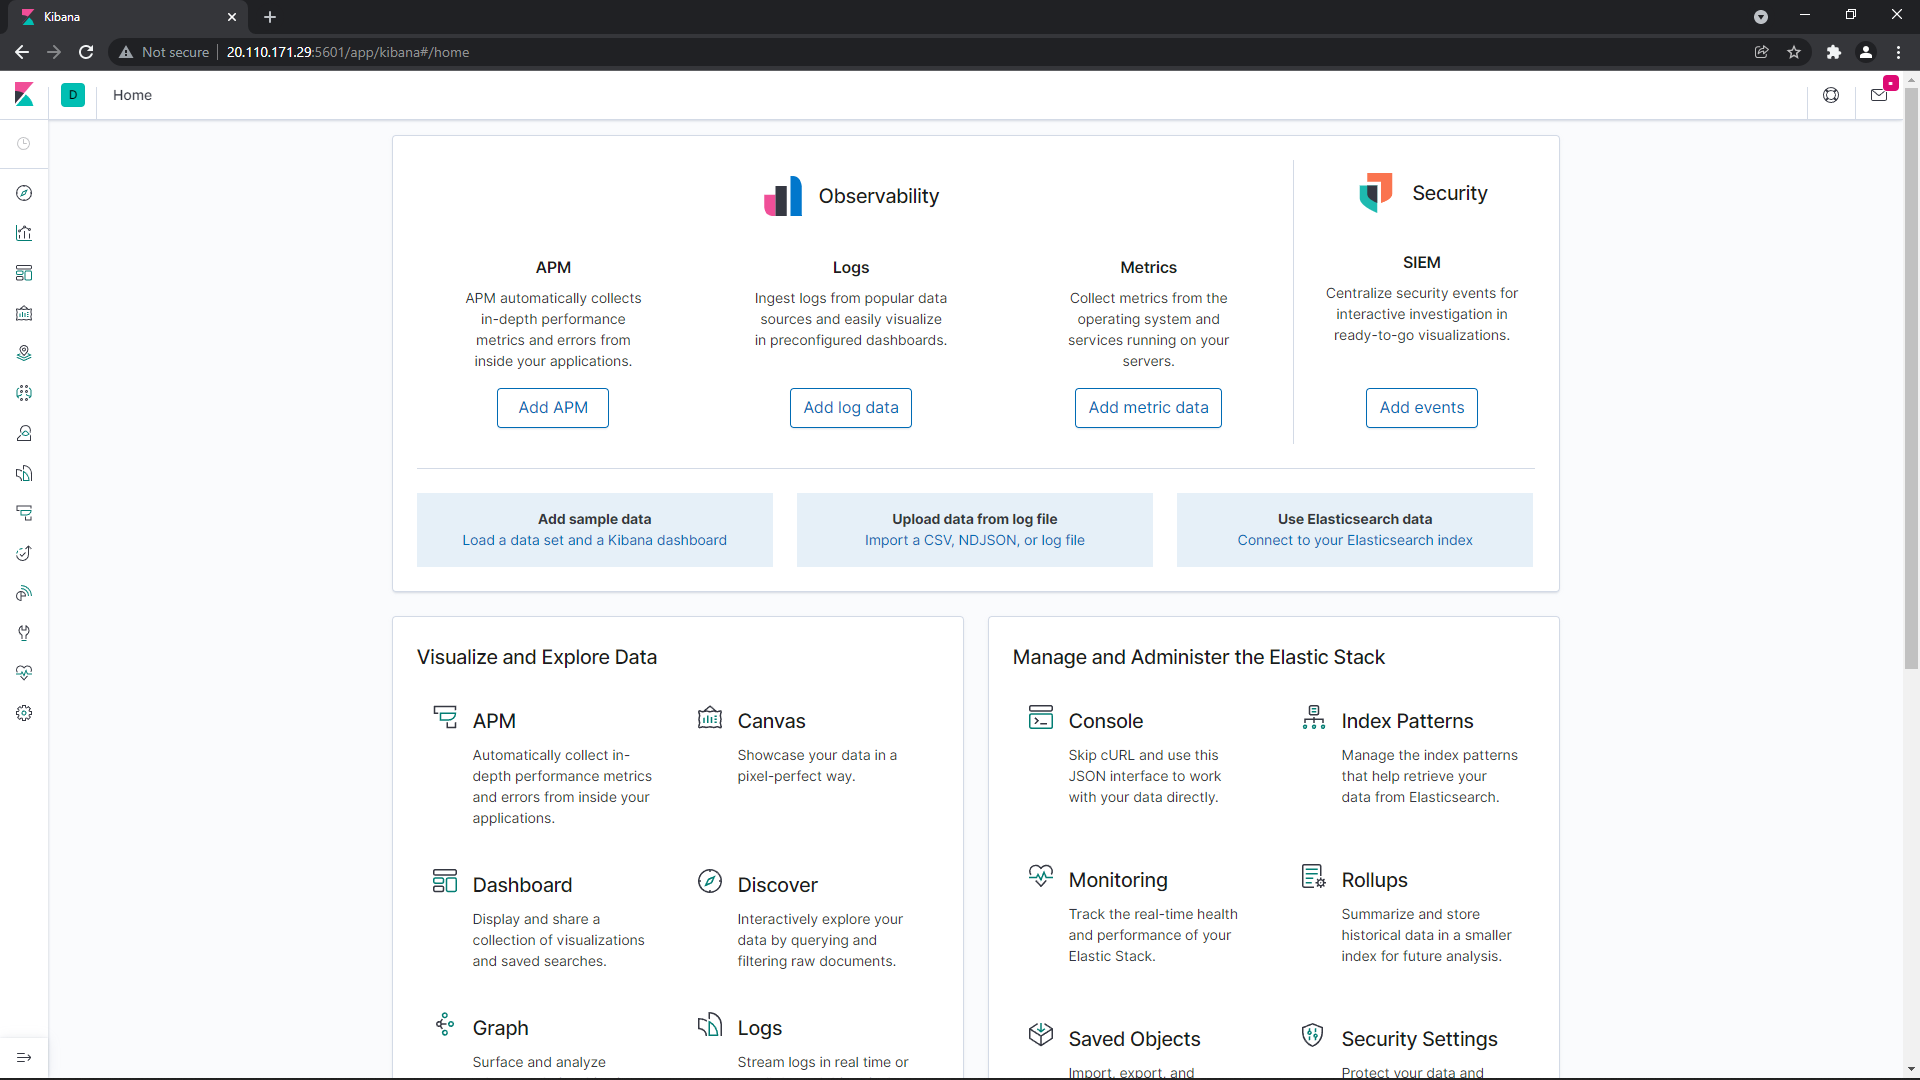 Kibana
Not secure
20.110.171.29:5601/app/kibana#/home
D
Home
Observability
Security
APM
APM automatically collects
in-depth performance
metrics and errors from
inside your applications.
Add APM
Logs
Ingest logs from popular data
sources and easily visualize
in preconfigured dashboards.
Add log data
Metrics
Collect metrics from the
operating system and
services running on your
servers.
Add metric data
SIEM
Centralize security events for
interactive investigation in
ready-to-go visualizations.
Add events
Add sample data
Load a data set and a Kibana dashboard
Upload data from log file
Import a CSV, NDJSON, or log file
Use Elasticsearch data
Connect to your Elasticsearch index
Visualize and Explore Data
APM
Automatically collect in-
depth performance metrics
and errors from inside your
applications.
Canvas
Showcase your data in a
pixel-perfect way.
Dashboard
Display and share a
collection of visualizations
and saved searches.
Discover
Interactively explore your
data by querying and
filtering raw documents.
Graph
Surface and analyze
Logs
Stream logs in real time or
Manage and Administer the Elastic Stack
Console
Skip cURL and use this
JSON interface to work
with your data directly.
Index Patterns
Manage the index patterns
that help retrieve your
data from Elasticsearch.
Monitoring
Track the real-time health
and performance of your
Elastic Stack.
Rollups
Summarize and store
historical data in a smaller
index for future analysis.
Saved Objects
Import, export, and
Security Settings
Protect your data and